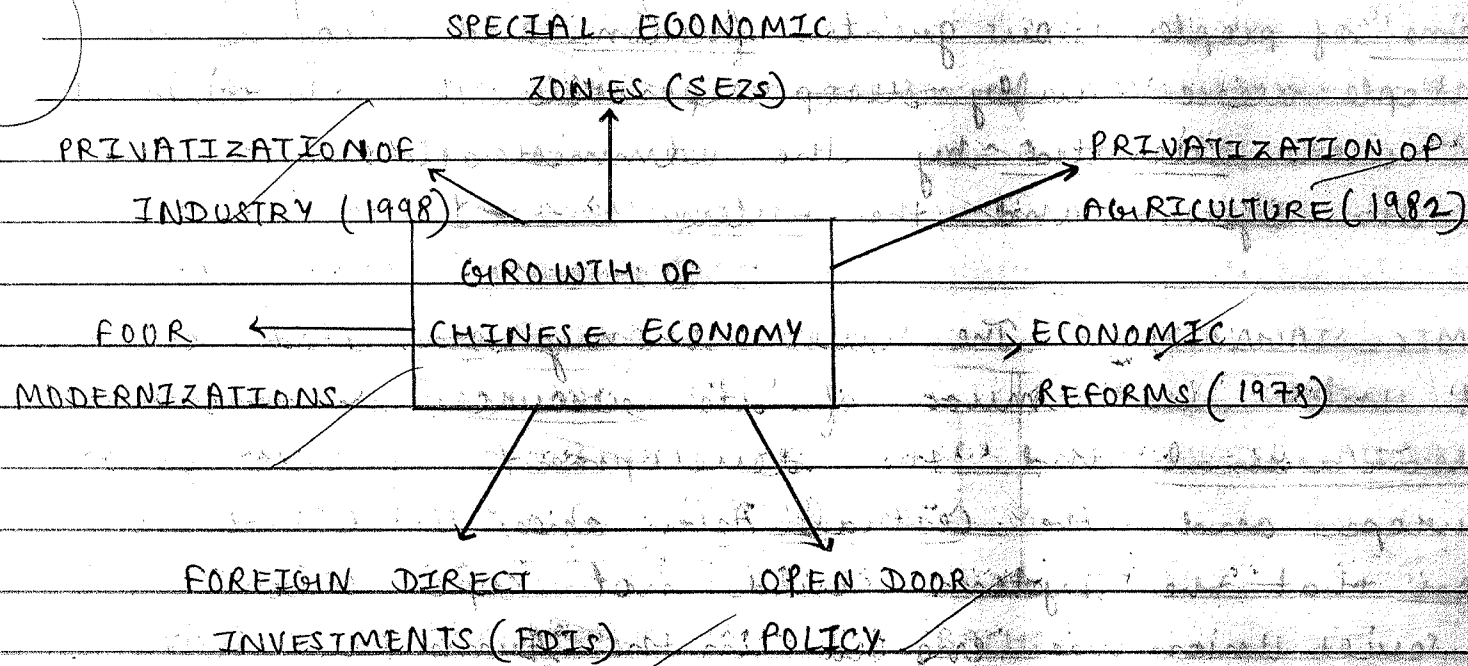 SPECIAL ECONOMIC
ZONES (SEZs)
PRIVATIZATION OF
INDUSTRY (1998)
PRIVATIZATION OF
AGRICULTURE (1982)
GROWTH OF
CHINESE ECONOMY
FOUR
MODERNIZATIONS
ECONOMIC
REFORMS (1978)
FOREIGN DIRECT
INVESTMENTS (FDIs)
OPEN DOOR
POLICY